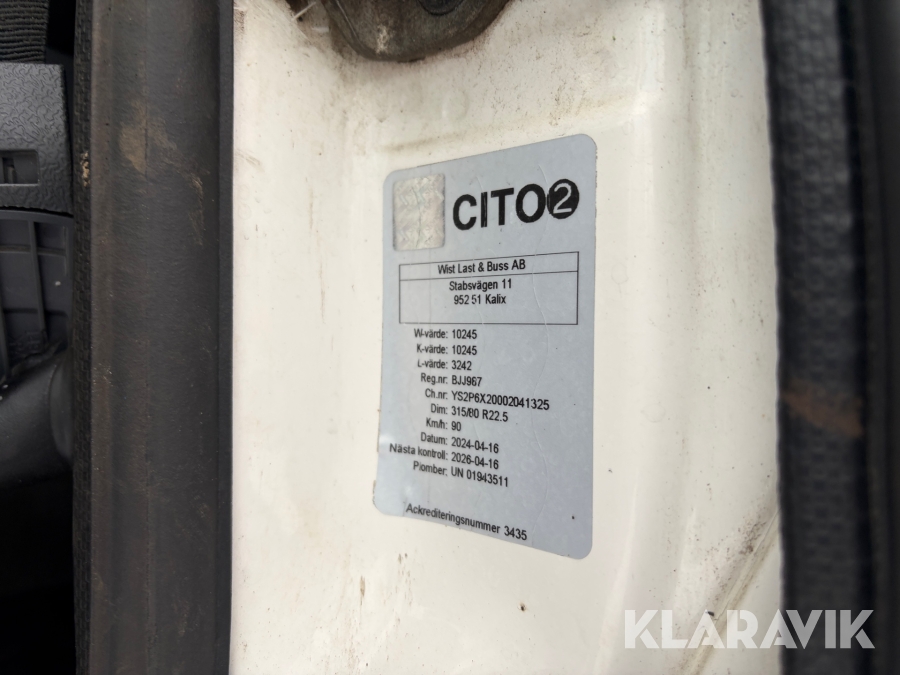 CITO2
Wist Last & Buss AB
Stabsvägen 11
952 51 Kalix
W-värde: 10245
K-värde: 10245
L-värde: 3242
Reg.nr: BJJ967
Ch.nr: YS2P6X20002041325
Dim: 315/80 R22.5
Km/h: 90
Datum: 2024-04-16
Nästa kontroll: 2026-04-16
Plomber: UN 01943511
Ackrediteringsnummer 3435
KLARAVIK